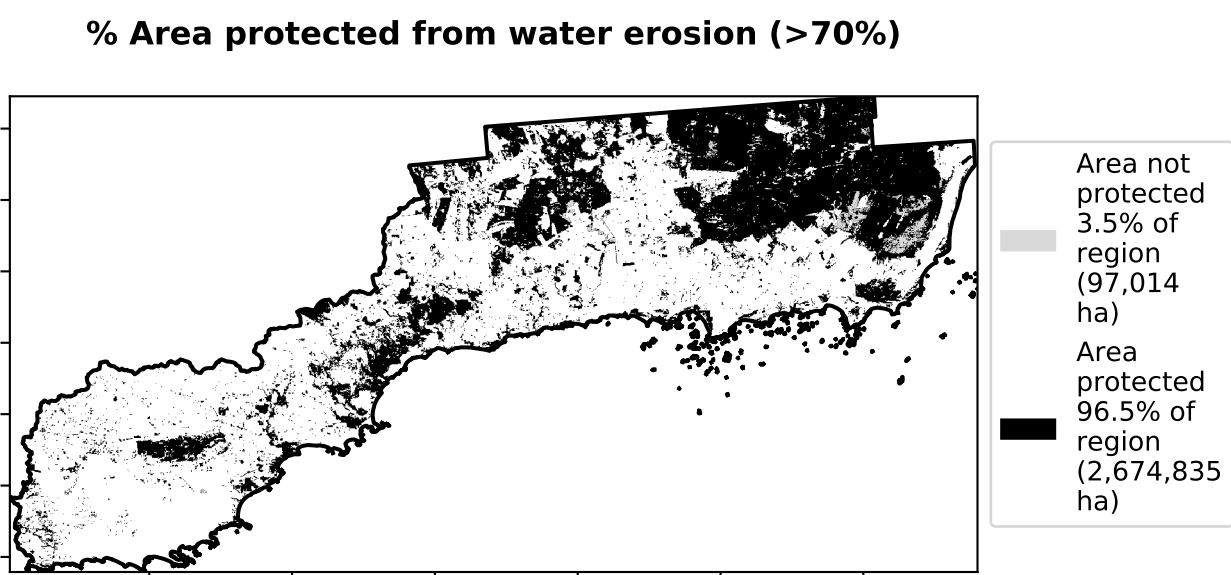 % Area protected from water erosion (>70%)
Area not
protected
3.5% of
region
(97,014
ha)
Area
protected
96.5% of
region
(2,674,835
ha)